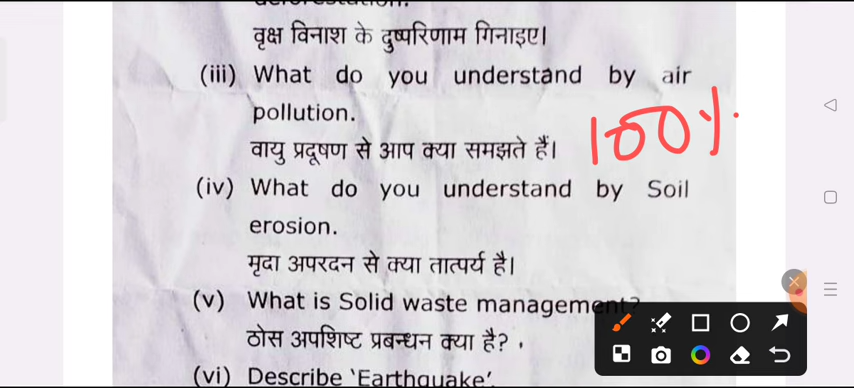 deforestation.
वृक्ष विनाश के दुष्परिणाम गिनाइए।
(iii) What do you understand by air
pollution.
वायु प्रदूषण से आप क्या समझते हैं।
100%
(iv) What do you understand by Soil
erosion.
मृदा अपरदन से क्या तात्पर्य है।
(v) What is Solid waste management?
ठोस अपशिष्ट प्रबन्धन क्या है?
(vi) Describe 'Earthquake'.